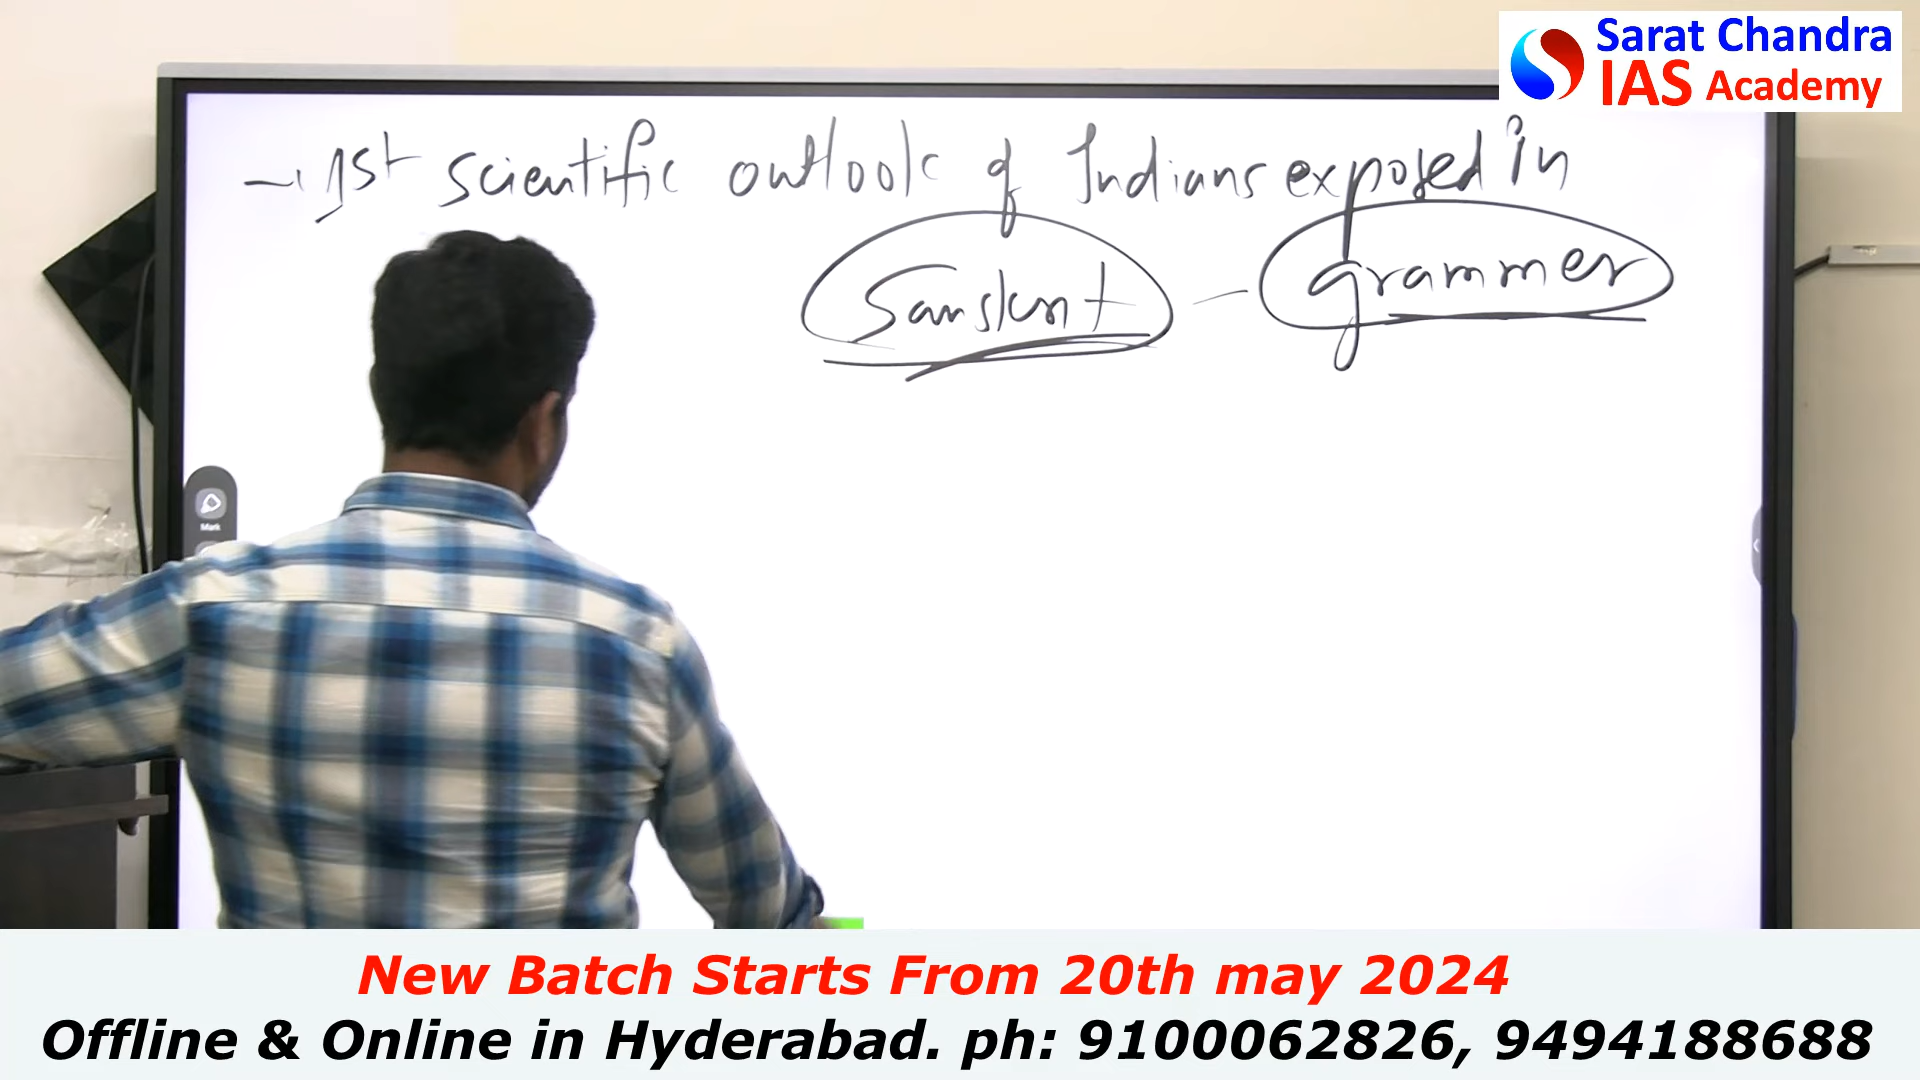 Sarat Chandra
IAS Academy
→ 1st scientific outlook of Indians exposed in
Sanskrit - grammer
Mark
New Batch Starts From 20th may 2024
Offline & Online in Hyderabad. ph: 9100062826, 9494188688